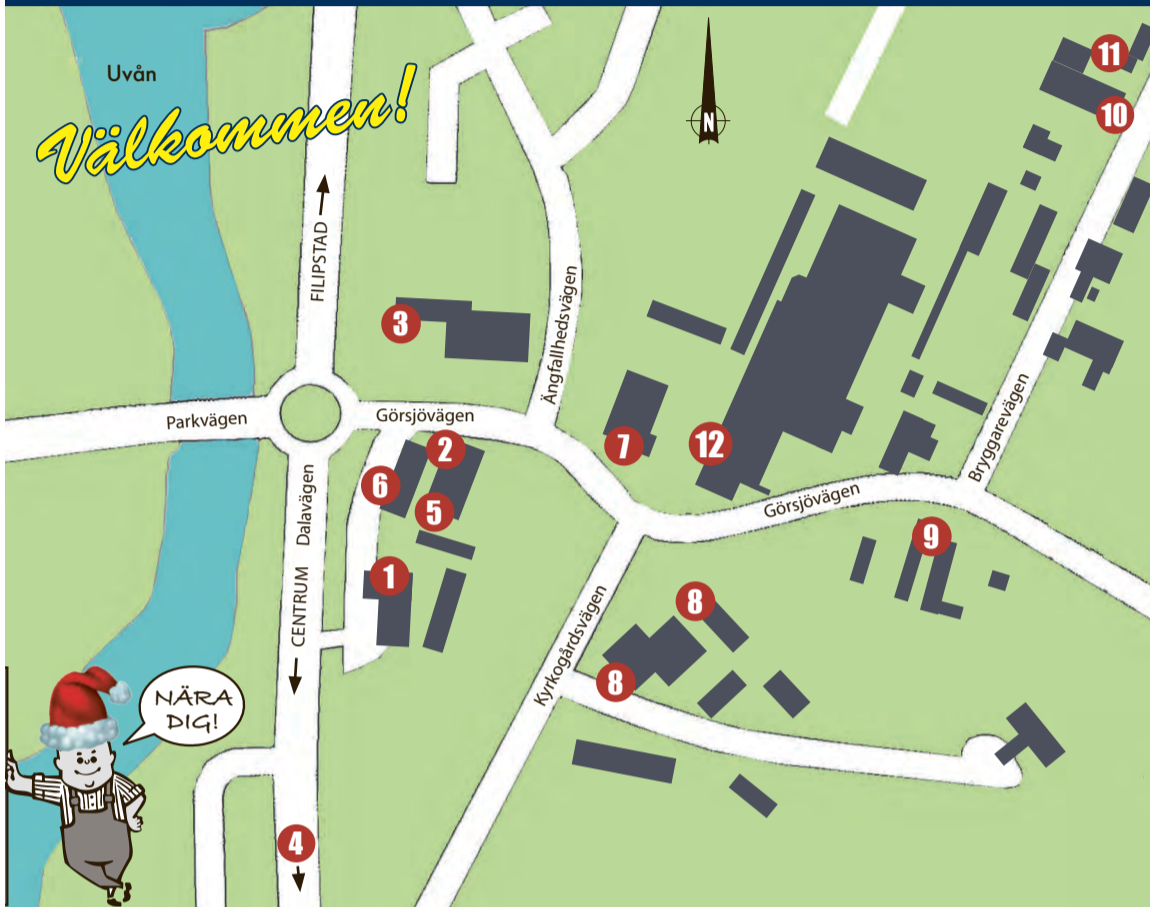 Uvån
Välkommen!
N
11
10
FILIPSTAD
3
Ängfallhedsvägen
Parkvägen
Görsjövägen
2
7
12
Bryggarevägen
6
5
Dalavägen
Görsjövägen
9
1
CENTRUM
8
Kyrkogårdsvägen
8
NÄRA
DIG!
4